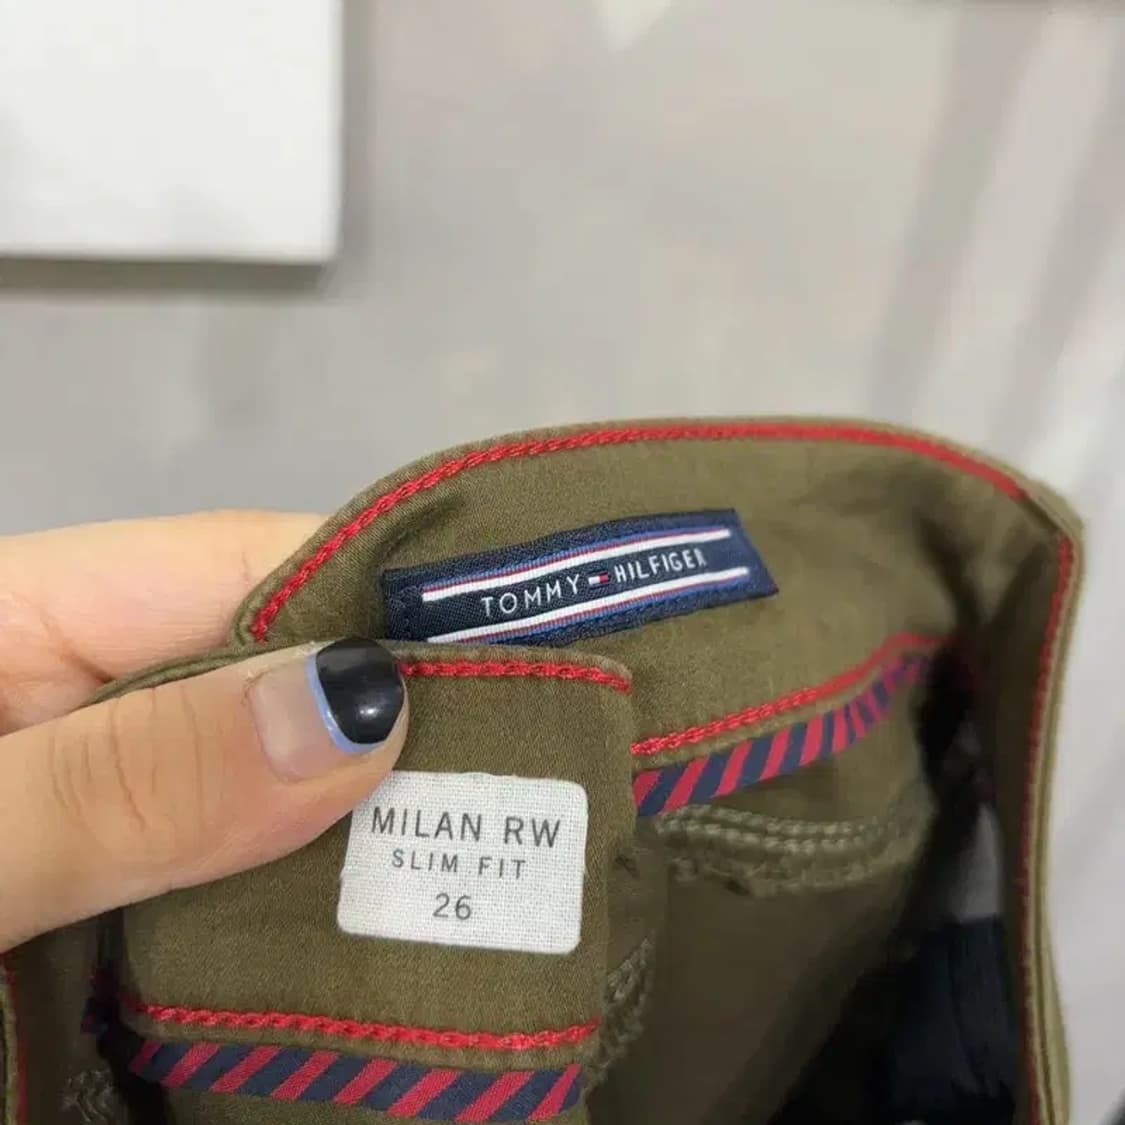 TOMMY HILFIGER
MILAN RW
SLIM FIT
26